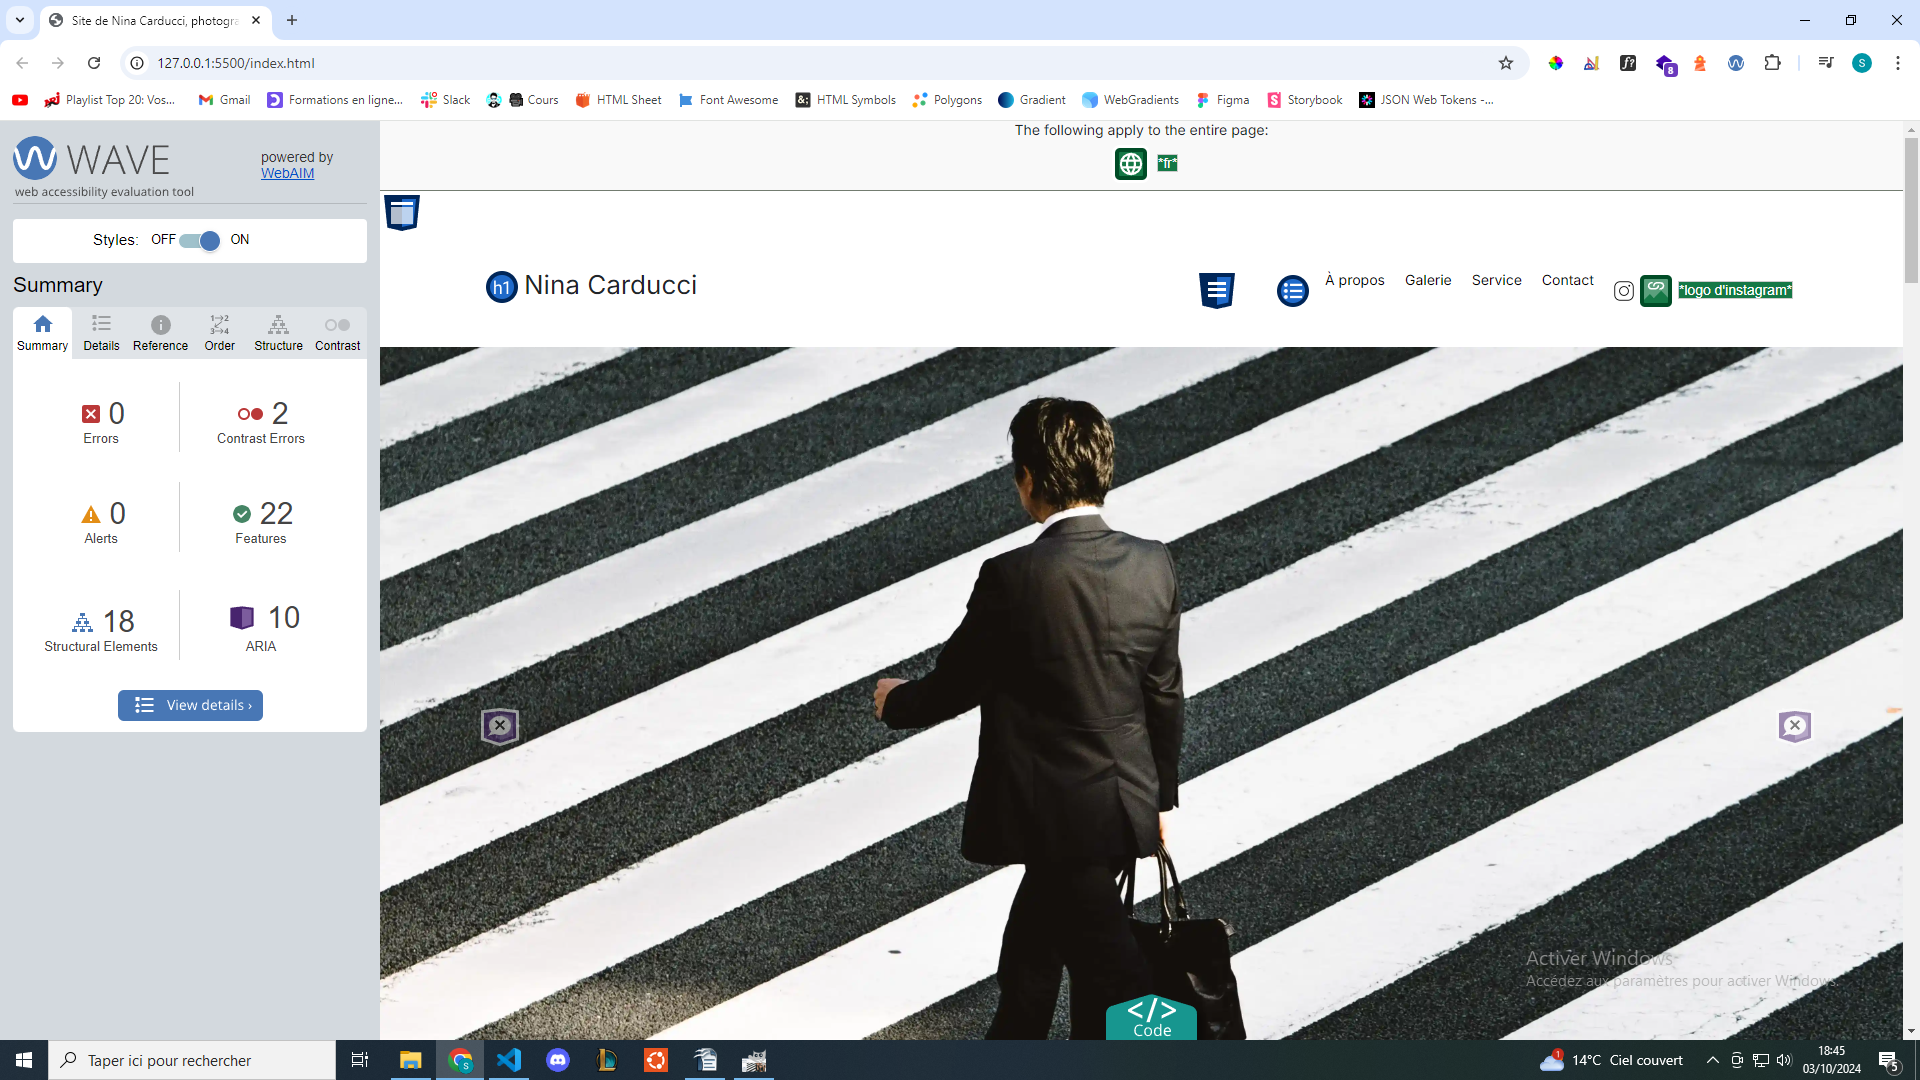 Site de Nina Carducci, photogra
127.0.0.1:5500/index.html
Playlist Top 20: Vos...
Gmail
Formations en ligne...
Slack
Cours
HTML Sheet
Font Awesome
HTML Symbols
Polygons
Gradient
WebGradients
Figma
Storybook
JSON Web Tokens -...
8
S
WAVE
web accessibility evaluation tool
powered by
WebAIM
Styles: OFF ON
Summary
Summary
Details
Reference
Order
Structure
Contrast
0
Errors
2
Contrast Errors
0
Alerts
22
Features
18
Structural Elements
10
ARIA
View details ›
The following apply to the entire page:
*fr*
h1 Nina Carducci
À propos
Galerie
Service
Contact
*logo d'instagram*
Activer Windows
Accédez aux paramètres pour activer Windows.
</>
Code
Taper ici pour rechercher
S
1
14°C Ciel couvert
18:45
03/10/2024
5